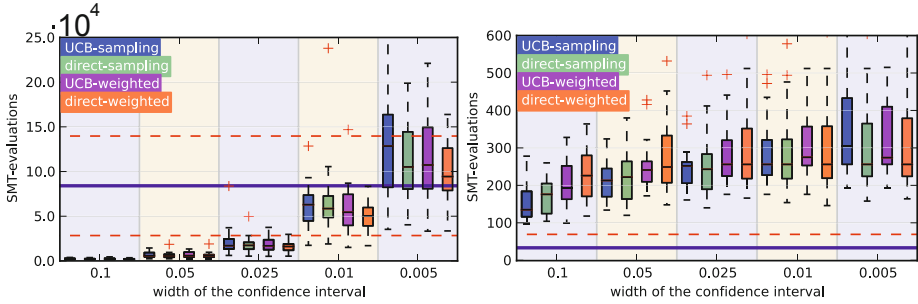 ·10⁴
25.0
20.0
15.0
10.0
5.0
0.0
SMT-evaluations
UCB-sampling
direct-sampling
UCB-weighted
direct-weighted
0.1 0.05 0.025 0.01 0.005
width of the confidence interval
600
500
400
300
200
100
0
SMT-evaluations
UCB-sampling
direct-sampling
UCB-weighted
direct-weighted
0.1 0.05 0.025 0.01 0.005
width of the confidence interval